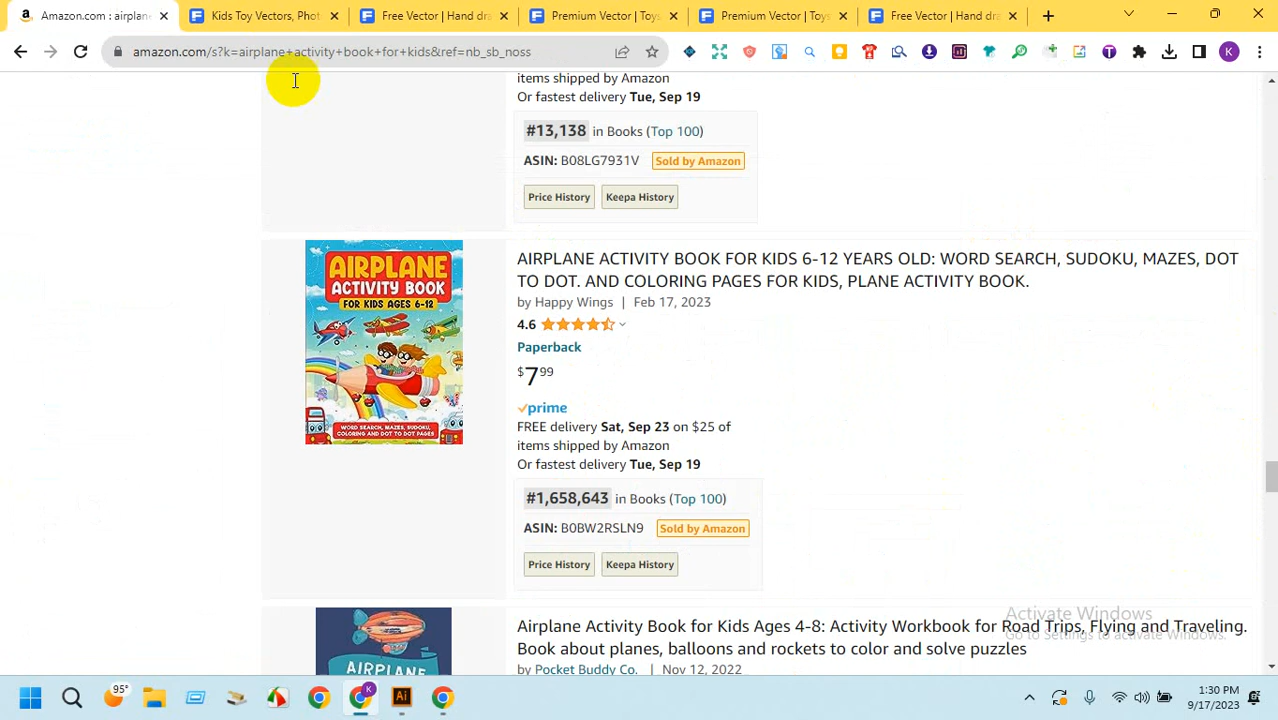 Amazon.com : airplane
Kids Toy Vectors, Phot
Free Vector | Hand dra
Premium Vector | Toys
Premium Vector | Toys
Free Vector | Hand dra
amazon.com/s?k=airplane+activity+book+for+kids&ref=nb_sb_noss
items shipped by Amazon
Or fastest delivery Tue, Sep 19
#13,138 in Books (Top 100)
ASIN: B08LG7931V Sold by Amazon
Price History Keepa History
AIRPLANE
ACTIVITY BOOK
FOR KIDS AGES 6-12
WORD SEARCH, MAZES, SUDOKU,
COLORING AND DOT TO DOT PAGES
AIRPLANE ACTIVITY BOOK FOR KIDS 6-12 YEARS OLD: WORD SEARCH, SUDOKU, MAZES, DOT
TO DOT. AND COLORING PAGES FOR KIDS, PLANE ACTIVITY BOOK.
by Happy Wings | Feb 17, 2023
4.6
Paperback
$7 99
prime
FREE delivery Sat, Sep 23 on $25 of
items shipped by Amazon
Or fastest delivery Tue, Sep 19
#1,658,643 in Books (Top 100)
ASIN: B0BW2RSLN9 Sold by Amazon
Price History Keepa History
AIRPLANE
Airplane Activity Book for Kids Ages 4-8: Activity Workbook for Road Trips, Flying and Traveling.
Book about planes, balloons and rockets to color and solve puzzles
by Pocket Buddy Co. | Nov 12, 2022
Activate Windows
Go to Settings to activate Windows.
95°
1:30 PM
9/17/2023